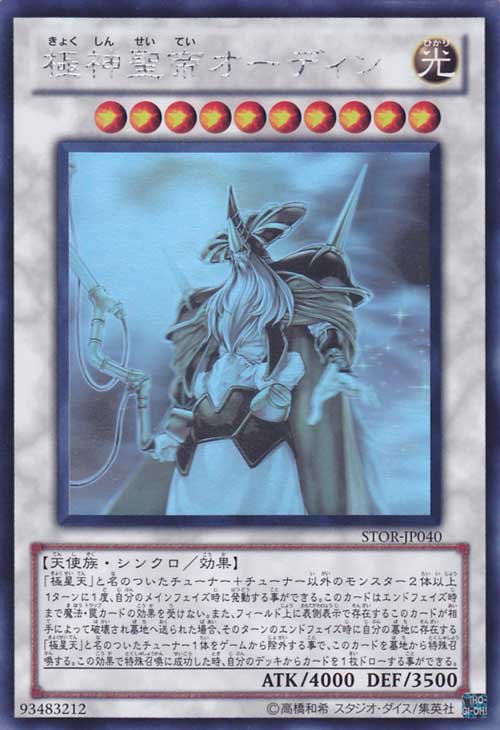 きょく しん せい てい
極神聖帝オーディン
ひかり
光
STOR-JP040
【天使族・シンクロ/効果】
「極星天」と名のついたチューナー+チューナー以外のモンスター2体以上
1ターンに1度、自分のメインフェイズ時に発動する事ができる。このカードはエンドフェイズ時
まで魔法・罠カードの効果を受けない。また、フィールド上に表側表示で存在するこのカードが相
手によって破壊され墓地へ送られた場合、そのターンのエンドフェイズ時に自分の墓地に存在する
「極星天」と名のついたチューナー1体をゲームから除外する事で、このカードを墓地から特殊召
喚する。この効果で特殊召喚に成功した時、自分のデッキからカードを1枚ドローする事ができる。
ATK/4000 DEF/3500
93483212
©高橋和希 スタジオ・ダイス/集英社